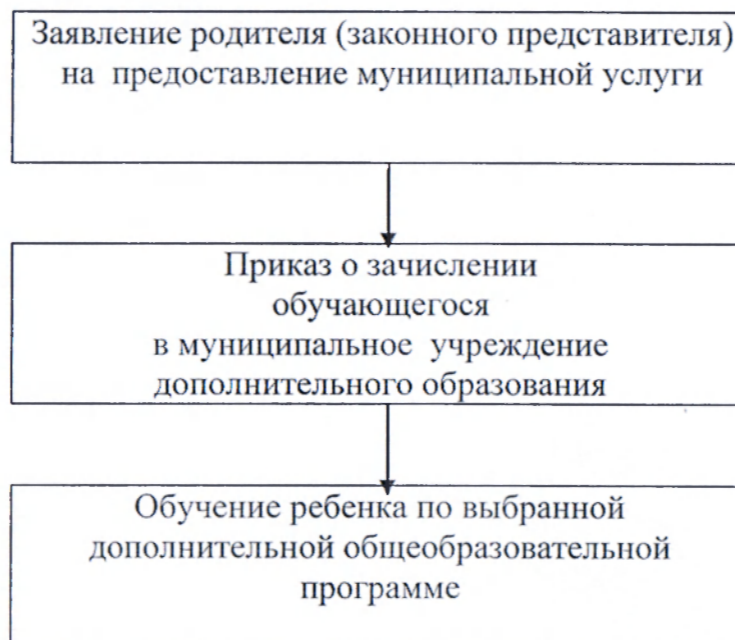 Заявление родителя (законного представителя)
на предоставление муниципальной услуги
Приказ о зачислении
обучающегося
в муниципальное учреждение
дополнительного образования
Обучение ребенка по выбранной
дополнительной общеобразовательной
программе